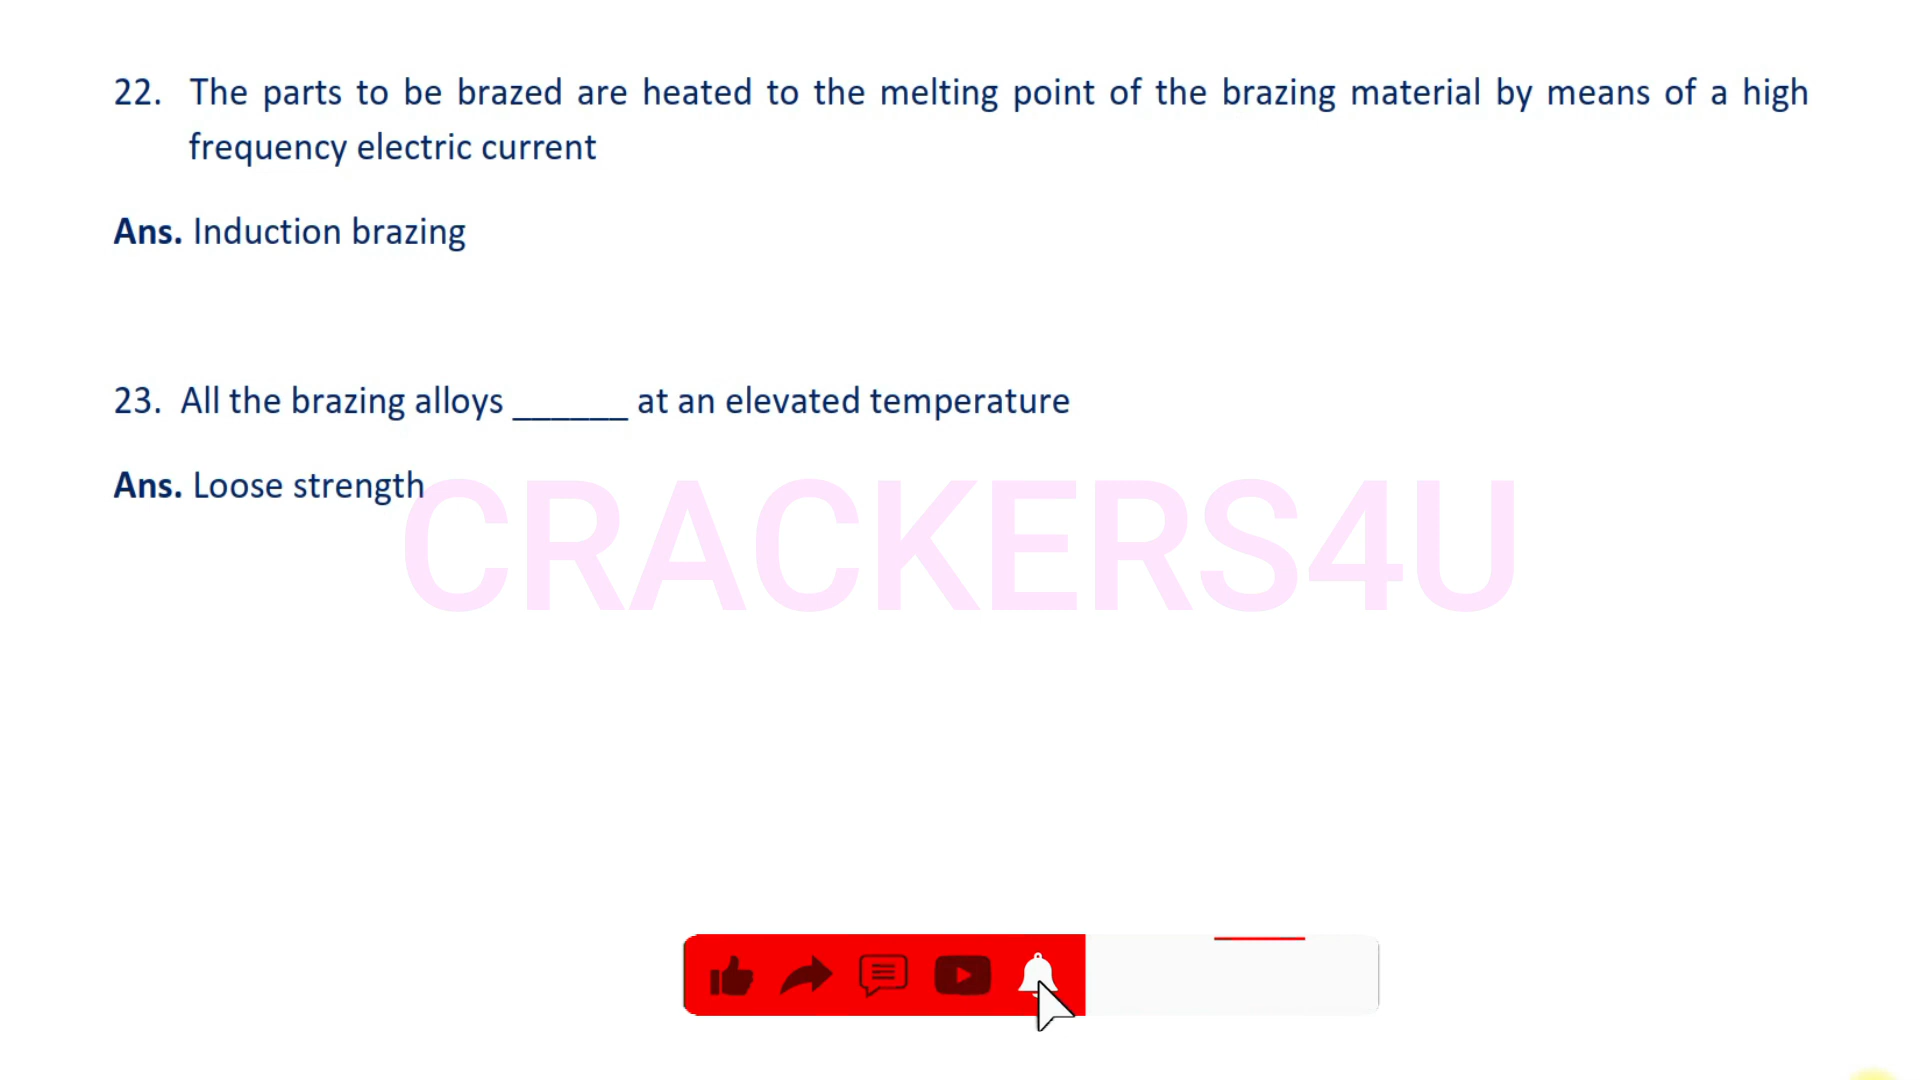 22. The parts to be brazed are heated to the melting point of the brazing material by means of a high
frequency electric current
Ans. Induction brazing
23. All the brazing alloys ______ at an elevated temperature
Ans. Loose strength
CRACKERS4U